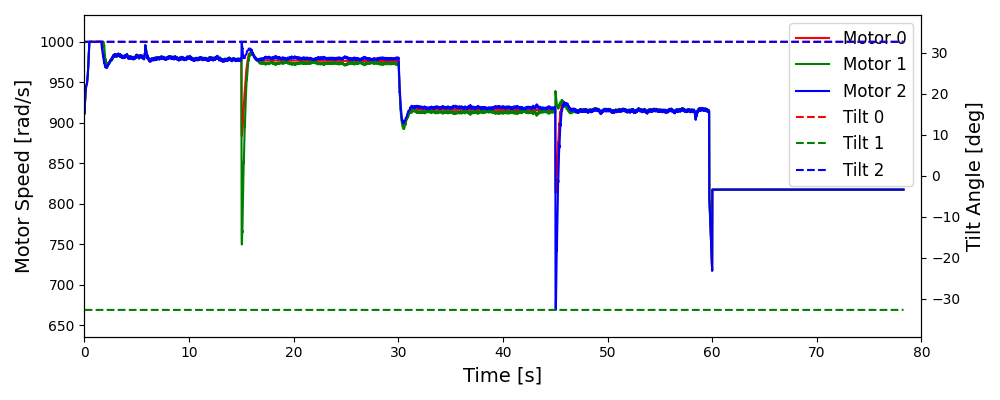 Motor Speed [rad/s]
1000
950
900
850
800
750
700
650
0
10
20
30
40
50
60
70
80
Time [s]
30
20
10
0
−10
−20
−30
Tilt Angle [deg]
Motor 0
Motor 1
Motor 2
Tilt 0
Tilt 1
Tilt 2